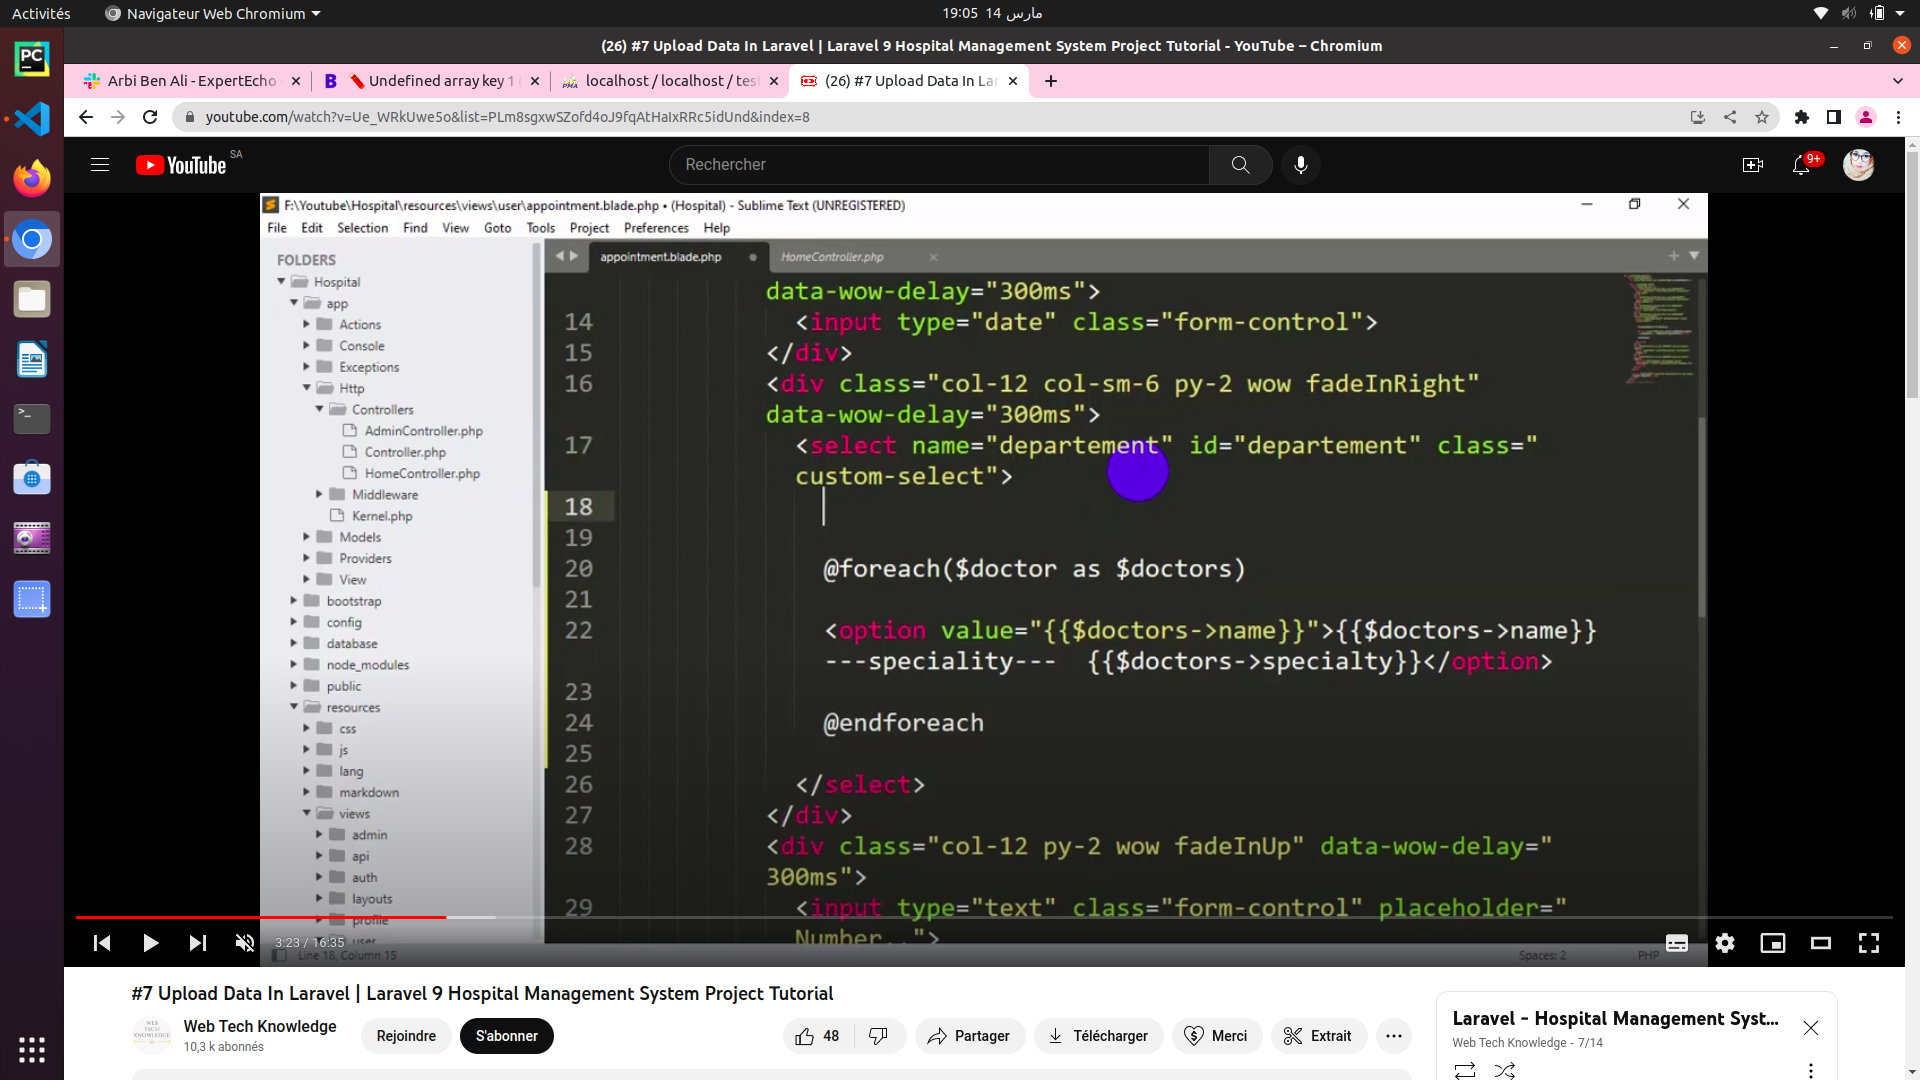 Activités
Navigateur Web Chromium
19:05 14 مارس
(26) #7 Upload Data In Laravel | Laravel 9 Hospital Management System Project Tutorial - YouTube – Chromium
Arbi Ben Ali - ExpertEcho
Undefined array key 1
localhost / localhost / tes
(26) #7 Upload Data In Lar
youtube.com/watch?v=Ue_WRkUwe5o&list=PLm8sgxwSZofd4oJ9fqAtHaIxRRc5idUnd&index=8
YouTube SA
Rechercher
9+
F:\Youtube\Hospital\resources\views\user\appointment.blade.php • (Hospital) - Sublime Text (UNREGISTERED)
File Edit Selection Find View Goto Tools Project Preferences Help
FOLDERS
Hospital
app
Actions
Console
Exceptions
Http
Controllers
AdminController.php
Controller.php
HomeController.php
Middleware
Kernel.php
Models
Providers
View
bootstrap
config
database
node_modules
public
resources
css
js
lang
markdown
views
admin
api
auth
layouts
profile
user
appointment.blade.php
HomeController.php
data-wow-delay="300ms">
14 <input type="date" class="form-control">
15 </div>
16 <div class="col-12 col-sm-6 py-2 wow fadeInRight"
data-wow-delay="300ms">
17 <select name="departement" id="departement" class="
custom-select">
18
19
20 @foreach($doctor as $doctors)
21
22 <option value="{{$doctors->name}}">{{$doctors->name}}
---speciality--- {{$doctors->specialty}}</option>
23
24 @endforeach
25
26 </select>
27 </div>
28 <div class="col-12 py-2 wow fadeInUp" data-wow-delay="
300ms">
29 <input type="text" class="form-control" placeholder="
Number..">
3:23 / 16:35
Line 18, Column 19
Spaces: 2
PHP
#7 Upload Data In Laravel | Laravel 9 Hospital Management System Project Tutorial
WEB TECH KNOWLEDGE
Web Tech Knowledge
10,3 k abonnés
Rejoindre
S'abonner
48
Partager
Télécharger
Merci
Extrait
Laravel - Hospital Management Syst...
Web Tech Knowledge - 7/14